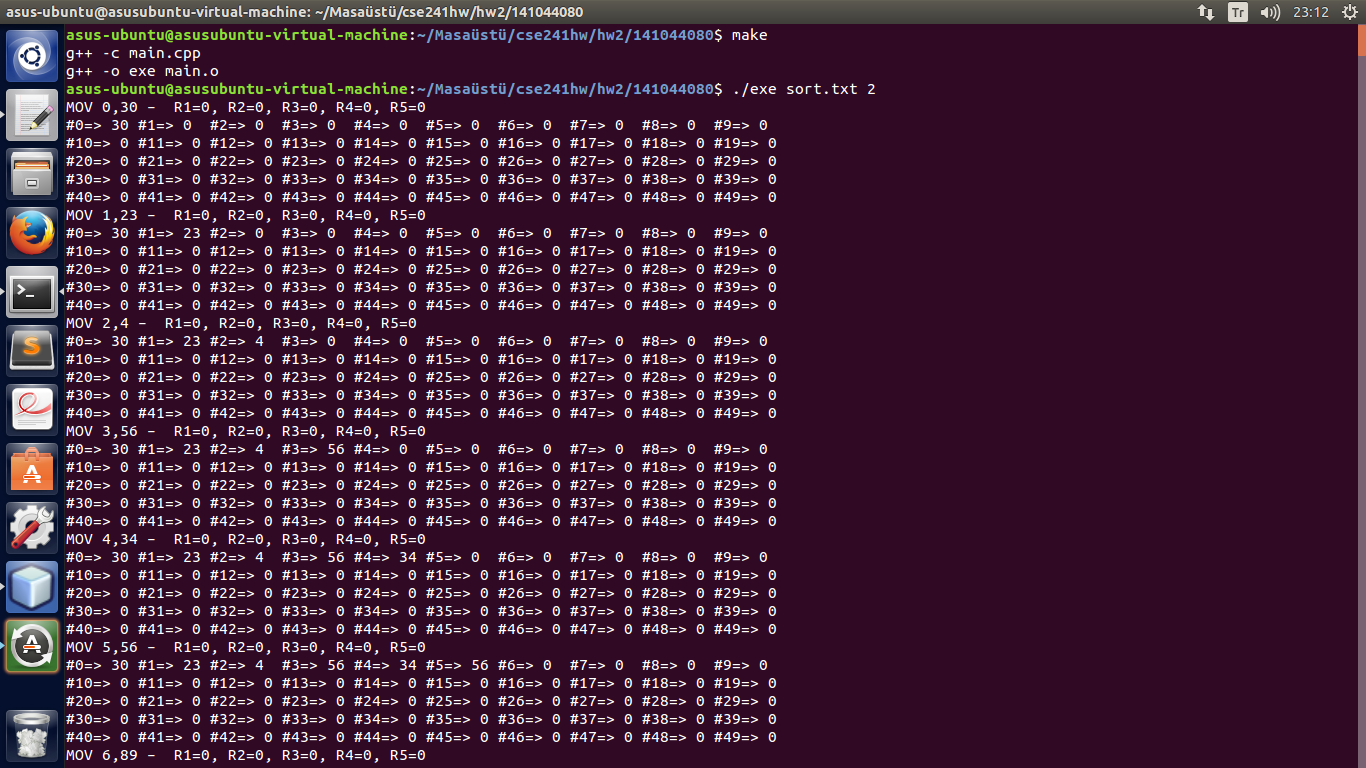 asus-ubuntu@asusubuntu-virtual-machine: ~/Masaüstü/cse241hw/hw2/141044080
Tr
23:12
asus-ubuntu@asusubuntu-virtual-machine:~/Masaüstü/cse241hw/hw2/141044080$ make
g++ -c main.cpp
g++ -o exe main.o
asus-ubuntu@asusubuntu-virtual-machine:~/Masaüstü/cse241hw/hw2/141044080$ ./exe sort.txt 2
MOV 0,30 -  R1=0, R2=0, R3=0, R4=0, R5=0
#0=> 30 #1=> 0  #2=> 0  #3=> 0  #4=> 0  #5=> 0  #6=> 0  #7=> 0  #8=> 0  #9=> 0
#10=> 0 #11=> 0 #12=> 0 #13=> 0 #14=> 0 #15=> 0 #16=> 0 #17=> 0 #18=> 0 #19=> 0
#20=> 0 #21=> 0 #22=> 0 #23=> 0 #24=> 0 #25=> 0 #26=> 0 #27=> 0 #28=> 0 #29=> 0
#30=> 0 #31=> 0 #32=> 0 #33=> 0 #34=> 0 #35=> 0 #36=> 0 #37=> 0 #38=> 0 #39=> 0
#40=> 0 #41=> 0 #42=> 0 #43=> 0 #44=> 0 #45=> 0 #46=> 0 #47=> 0 #48=> 0 #49=> 0
MOV 1,23 -  R1=0, R2=0, R3=0, R4=0, R5=0
#0=> 30 #1=> 23 #2=> 0  #3=> 0  #4=> 0  #5=> 0  #6=> 0  #7=> 0  #8=> 0  #9=> 0
#10=> 0 #11=> 0 #12=> 0 #13=> 0 #14=> 0 #15=> 0 #16=> 0 #17=> 0 #18=> 0 #19=> 0
#20=> 0 #21=> 0 #22=> 0 #23=> 0 #24=> 0 #25=> 0 #26=> 0 #27=> 0 #28=> 0 #29=> 0
#30=> 0 #31=> 0 #32=> 0 #33=> 0 #34=> 0 #35=> 0 #36=> 0 #37=> 0 #38=> 0 #39=> 0
#40=> 0 #41=> 0 #42=> 0 #43=> 0 #44=> 0 #45=> 0 #46=> 0 #47=> 0 #48=> 0 #49=> 0
MOV 2,4 -  R1=0, R2=0, R3=0, R4=0, R5=0
#0=> 30 #1=> 23 #2=> 4  #3=> 0  #4=> 0  #5=> 0  #6=> 0  #7=> 0  #8=> 0  #9=> 0
#10=> 0 #11=> 0 #12=> 0 #13=> 0 #14=> 0 #15=> 0 #16=> 0 #17=> 0 #18=> 0 #19=> 0
#20=> 0 #21=> 0 #22=> 0 #23=> 0 #24=> 0 #25=> 0 #26=> 0 #27=> 0 #28=> 0 #29=> 0
#30=> 0 #31=> 0 #32=> 0 #33=> 0 #34=> 0 #35=> 0 #36=> 0 #37=> 0 #38=> 0 #39=> 0
#40=> 0 #41=> 0 #42=> 0 #43=> 0 #44=> 0 #45=> 0 #46=> 0 #47=> 0 #48=> 0 #49=> 0
MOV 3,56 -  R1=0, R2=0, R3=0, R4=0, R5=0
#0=> 30 #1=> 23 #2=> 4  #3=> 56 #4=> 0  #5=> 0  #6=> 0  #7=> 0  #8=> 0  #9=> 0
#10=> 0 #11=> 0 #12=> 0 #13=> 0 #14=> 0 #15=> 0 #16=> 0 #17=> 0 #18=> 0 #19=> 0
#20=> 0 #21=> 0 #22=> 0 #23=> 0 #24=> 0 #25=> 0 #26=> 0 #27=> 0 #28=> 0 #29=> 0
#30=> 0 #31=> 0 #32=> 0 #33=> 0 #34=> 0 #35=> 0 #36=> 0 #37=> 0 #38=> 0 #39=> 0
#40=> 0 #41=> 0 #42=> 0 #43=> 0 #44=> 0 #45=> 0 #46=> 0 #47=> 0 #48=> 0 #49=> 0
MOV 4,34 -  R1=0, R2=0, R3=0, R4=0, R5=0
#0=> 30 #1=> 23 #2=> 4  #3=> 56 #4=> 34 #5=> 0  #6=> 0  #7=> 0  #8=> 0  #9=> 0
#10=> 0 #11=> 0 #12=> 0 #13=> 0 #14=> 0 #15=> 0 #16=> 0 #17=> 0 #18=> 0 #19=> 0
#20=> 0 #21=> 0 #22=> 0 #23=> 0 #24=> 0 #25=> 0 #26=> 0 #27=> 0 #28=> 0 #29=> 0
#30=> 0 #31=> 0 #32=> 0 #33=> 0 #34=> 0 #35=> 0 #36=> 0 #37=> 0 #38=> 0 #39=> 0
#40=> 0 #41=> 0 #42=> 0 #43=> 0 #44=> 0 #45=> 0 #46=> 0 #47=> 0 #48=> 0 #49=> 0
MOV 5,56 -  R1=0, R2=0, R3=0, R4=0, R5=0
#0=> 30 #1=> 23 #2=> 4  #3=> 56 #4=> 34 #5=> 56 #6=> 0  #7=> 0  #8=> 0  #9=> 0
#10=> 0 #11=> 0 #12=> 0 #13=> 0 #14=> 0 #15=> 0 #16=> 0 #17=> 0 #18=> 0 #19=> 0
#20=> 0 #21=> 0 #22=> 0 #23=> 0 #24=> 0 #25=> 0 #26=> 0 #27=> 0 #28=> 0 #29=> 0
#30=> 0 #31=> 0 #32=> 0 #33=> 0 #34=> 0 #35=> 0 #36=> 0 #37=> 0 #38=> 0 #39=> 0
#40=> 0 #41=> 0 #42=> 0 #43=> 0 #44=> 0 #45=> 0 #46=> 0 #47=> 0 #48=> 0 #49=> 0
MOV 6,89 -  R1=0, R2=0, R3=0, R4=0, R5=0